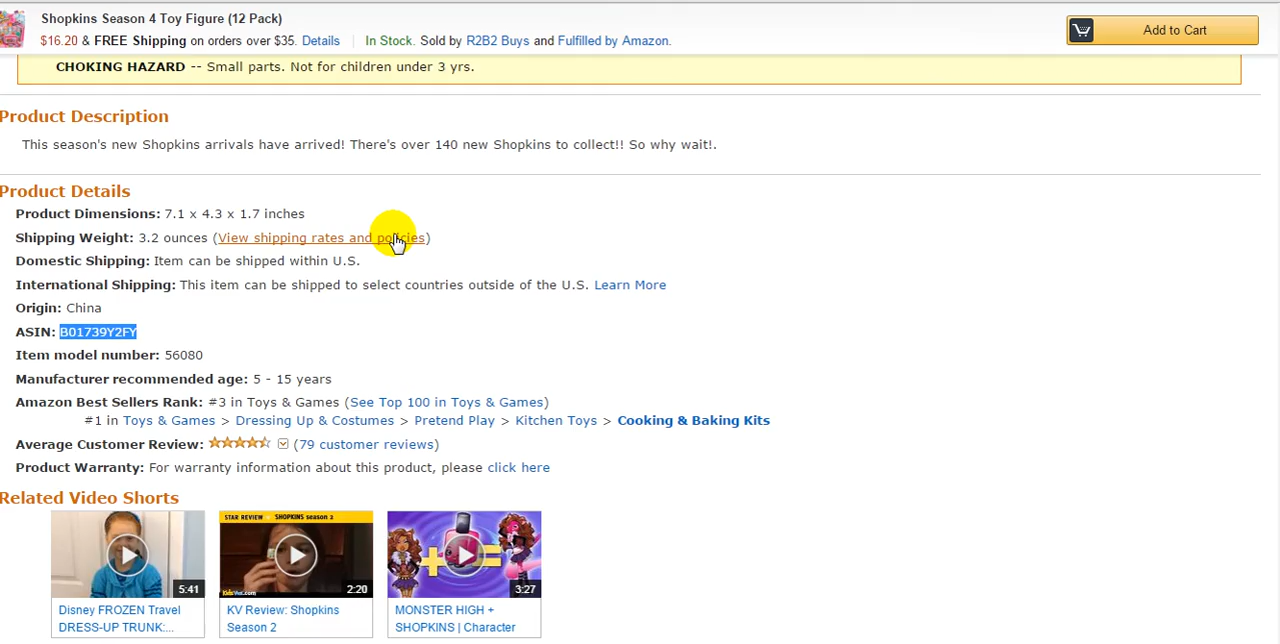 Shopkins Season 4 Toy Figure (12 Pack)
$16.20 & FREE Shipping on orders over $35. Details | In Stock. Sold by R2B2 Buys and Fulfilled by Amazon.
Add to Cart
CHOKING HAZARD -- Small parts. Not for children under 3 yrs.
Product Description
This season's new Shopkins arrivals have arrived! There's over 140 new Shopkins to collect!! So why wait!.
Product Details
Product Dimensions: 7.1 x 4.3 x 1.7 inches
Shipping Weight: 3.2 ounces (View shipping rates and policies)
Domestic Shipping: Item can be shipped within U.S.
International Shipping: This item can be shipped to select countries outside of the U.S. Learn More
Origin: China
ASIN: B01739Y2FY
Item model number: 56080
Manufacturer recommended age: 5 - 15 years
Amazon Best Sellers Rank: #3 in Toys & Games (See Top 100 in Toys & Games)
#1 in Toys & Games > Dressing Up & Costumes > Pretend Play > Kitchen Toys > Cooking & Baking Kits
Average Customer Review: (79 customer reviews)
Product Warranty: For warranty information about this product, please click here
Related Video Shorts
STAR REVIEW SHOPKINS season 2
KidsVuz.com
5:41
2:20
3:27
Disney FROZEN Travel
DRESS-UP TRUNK:...
KV Review: Shopkins
Season 2
MONSTER HIGH +
SHOPKINS | Character